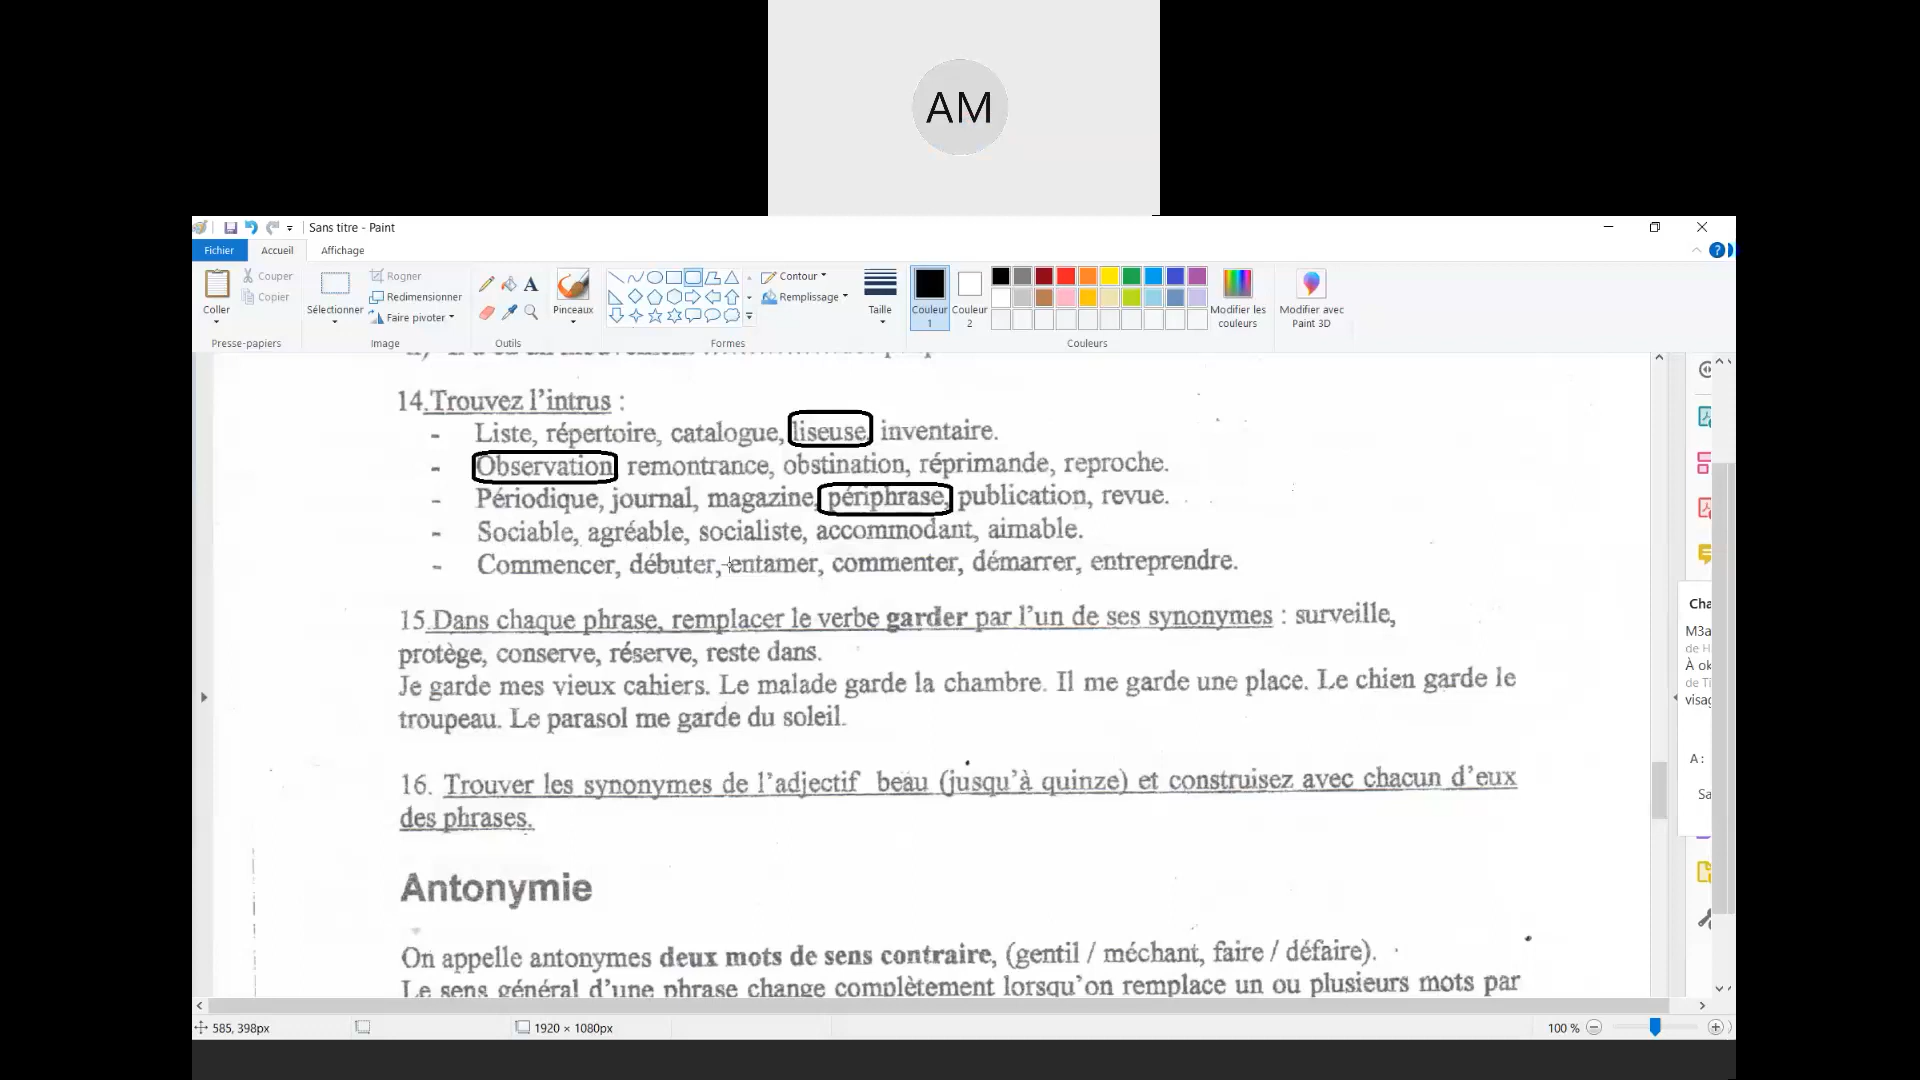 AM
Sans titre - Paint
Fichier Accueil Affichage
Coller
Couper
Copier
Presse-papiers
Sélectionner
Rogner
Redimensionner
Faire pivoter
Image
A
Outils
Pinceaux
Formes
Contour
Remplissage
Taille
Couleur 1
Couleur 2
Couleurs
Modifier les couleurs
Modifier avec Paint 3D
14.Trouvez l'intrus :
- Liste, répertoire, catalogue, liseuse, inventaire.
- Observation, remontrance, obstination, réprimande, reproche.
- Périodique, journal, magazine, périphrase, publication, revue.
- Sociable, agréable, socialiste, accommodant, aimable.
- Commencer, débuter, entamer, commenter, démarrer, entreprendre.
15.Dans chaque phrase, remplacer le verbe garder par l'un de ses synonymes : surveille,
protège, conserve, réserve, reste dans.
Je garde mes vieux cahiers. Le malade garde la chambre. Il me garde une place. Le chien garde le
troupeau. Le parasol me garde du soleil.
16. Trouver les synonymes de l'adjectif beau (jusqu'à quinze) et construisez avec chacun d'eux
des phrases.
Antonymie
On appelle antonymes deux mots de sens contraire, (gentil / méchant, faire / défaire).
Le sens général d'une phrase change complètement lorsqu'on remplace un ou plusieurs mots par
Cha
M3a
de H
À ok
de Ti
visag
A :
Sa
585, 398px
1920 × 1080px
100 %